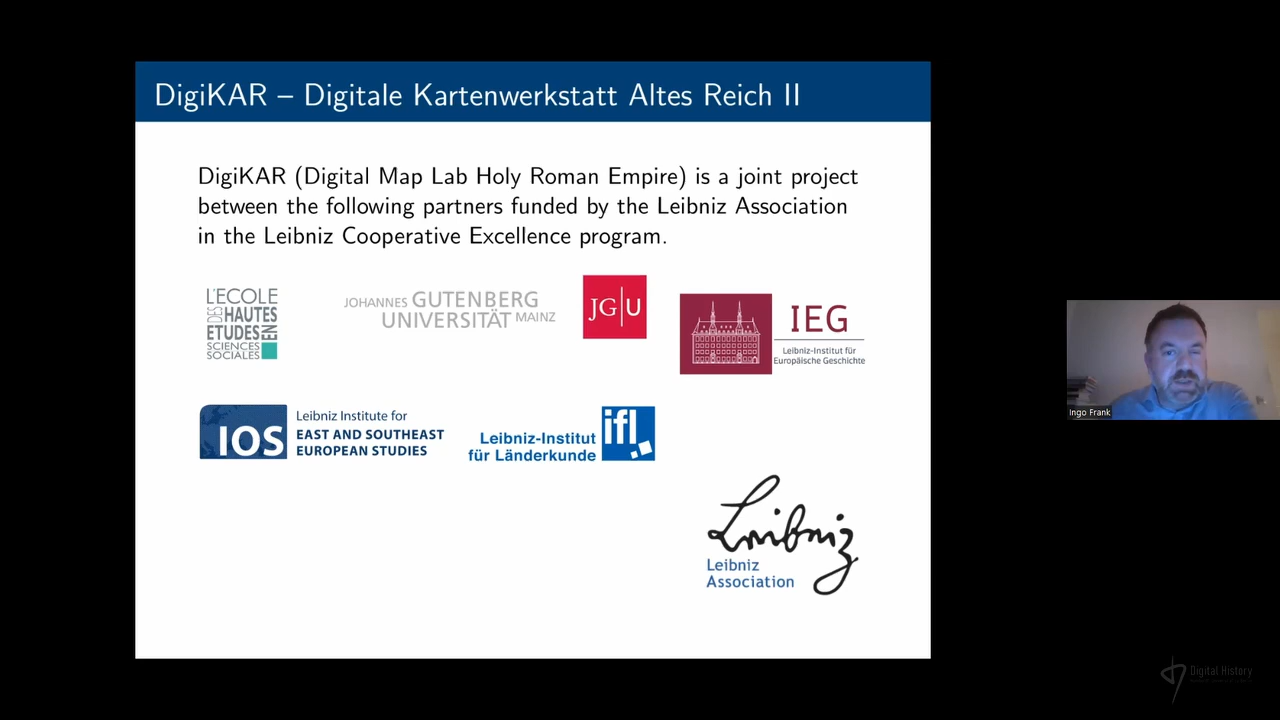 DigiKAR – Digitale Kartenwerkstatt Altes Reich II
DigiKAR (Digital Map Lab Holy Roman Empire) is a joint project
between the following partners funded by the Leibniz Association
in the Leibniz Cooperative Excellence program.
L'ECOLE
DES HAUTES
ETUDES EN
SCIENCES
SOCIALES
JOHANNES GUTENBERG
UNIVERSITÄT MAINZ
JG|U
IEG
Leibniz-Institut für
Europäische Geschichte
IOS
Leibniz Institute for
EAST AND SOUTHEAST
EUROPEAN STUDIES
Leibniz-Institut
für Länderkunde
ifl
Leibniz
Leibniz
Association
Ingo Frank
Digital History